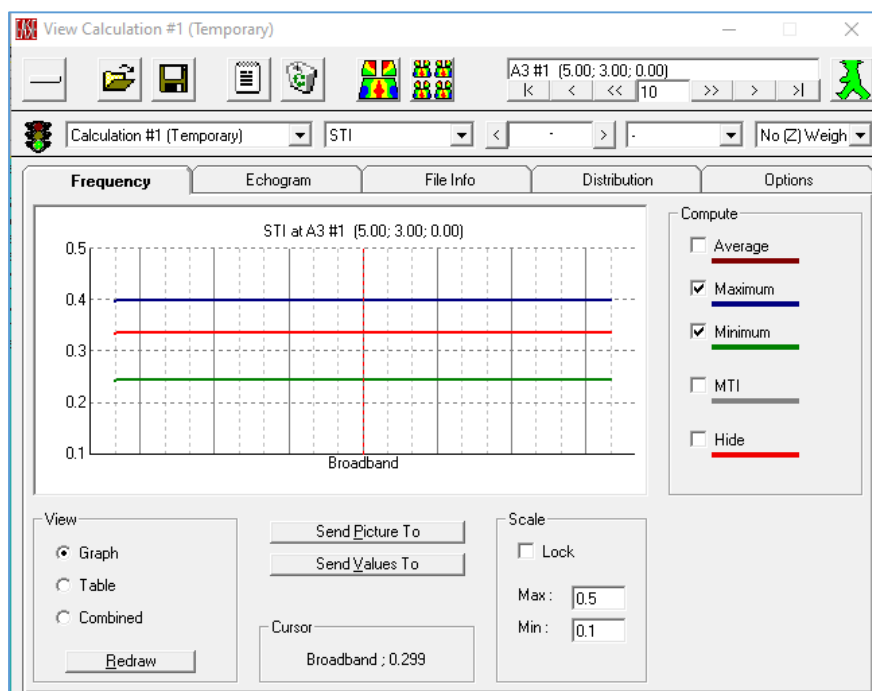 EASE View Calculation #1 (Temporary)
A3 #1 (5.00; 3.00; 0.00)
|< < << 10 >> > >|
Calculation #1 (Temporary) STI < - > - No (Z) Weigh
Frequency Echogram File Info Distribution Options
STI at A3 #1 (5.00; 3.00; 0.00)
0.5
0.4
0.3
0.2
0.1
Broadband
Compute
Average
Maximum
Minimum
MTI
Hide
View
Graph
Table
Combined
Redraw
Send Picture To
Send Values To
Cursor
Broadband ; 0.299
Scale
Lock
Max : 0.5
Min : 0.1